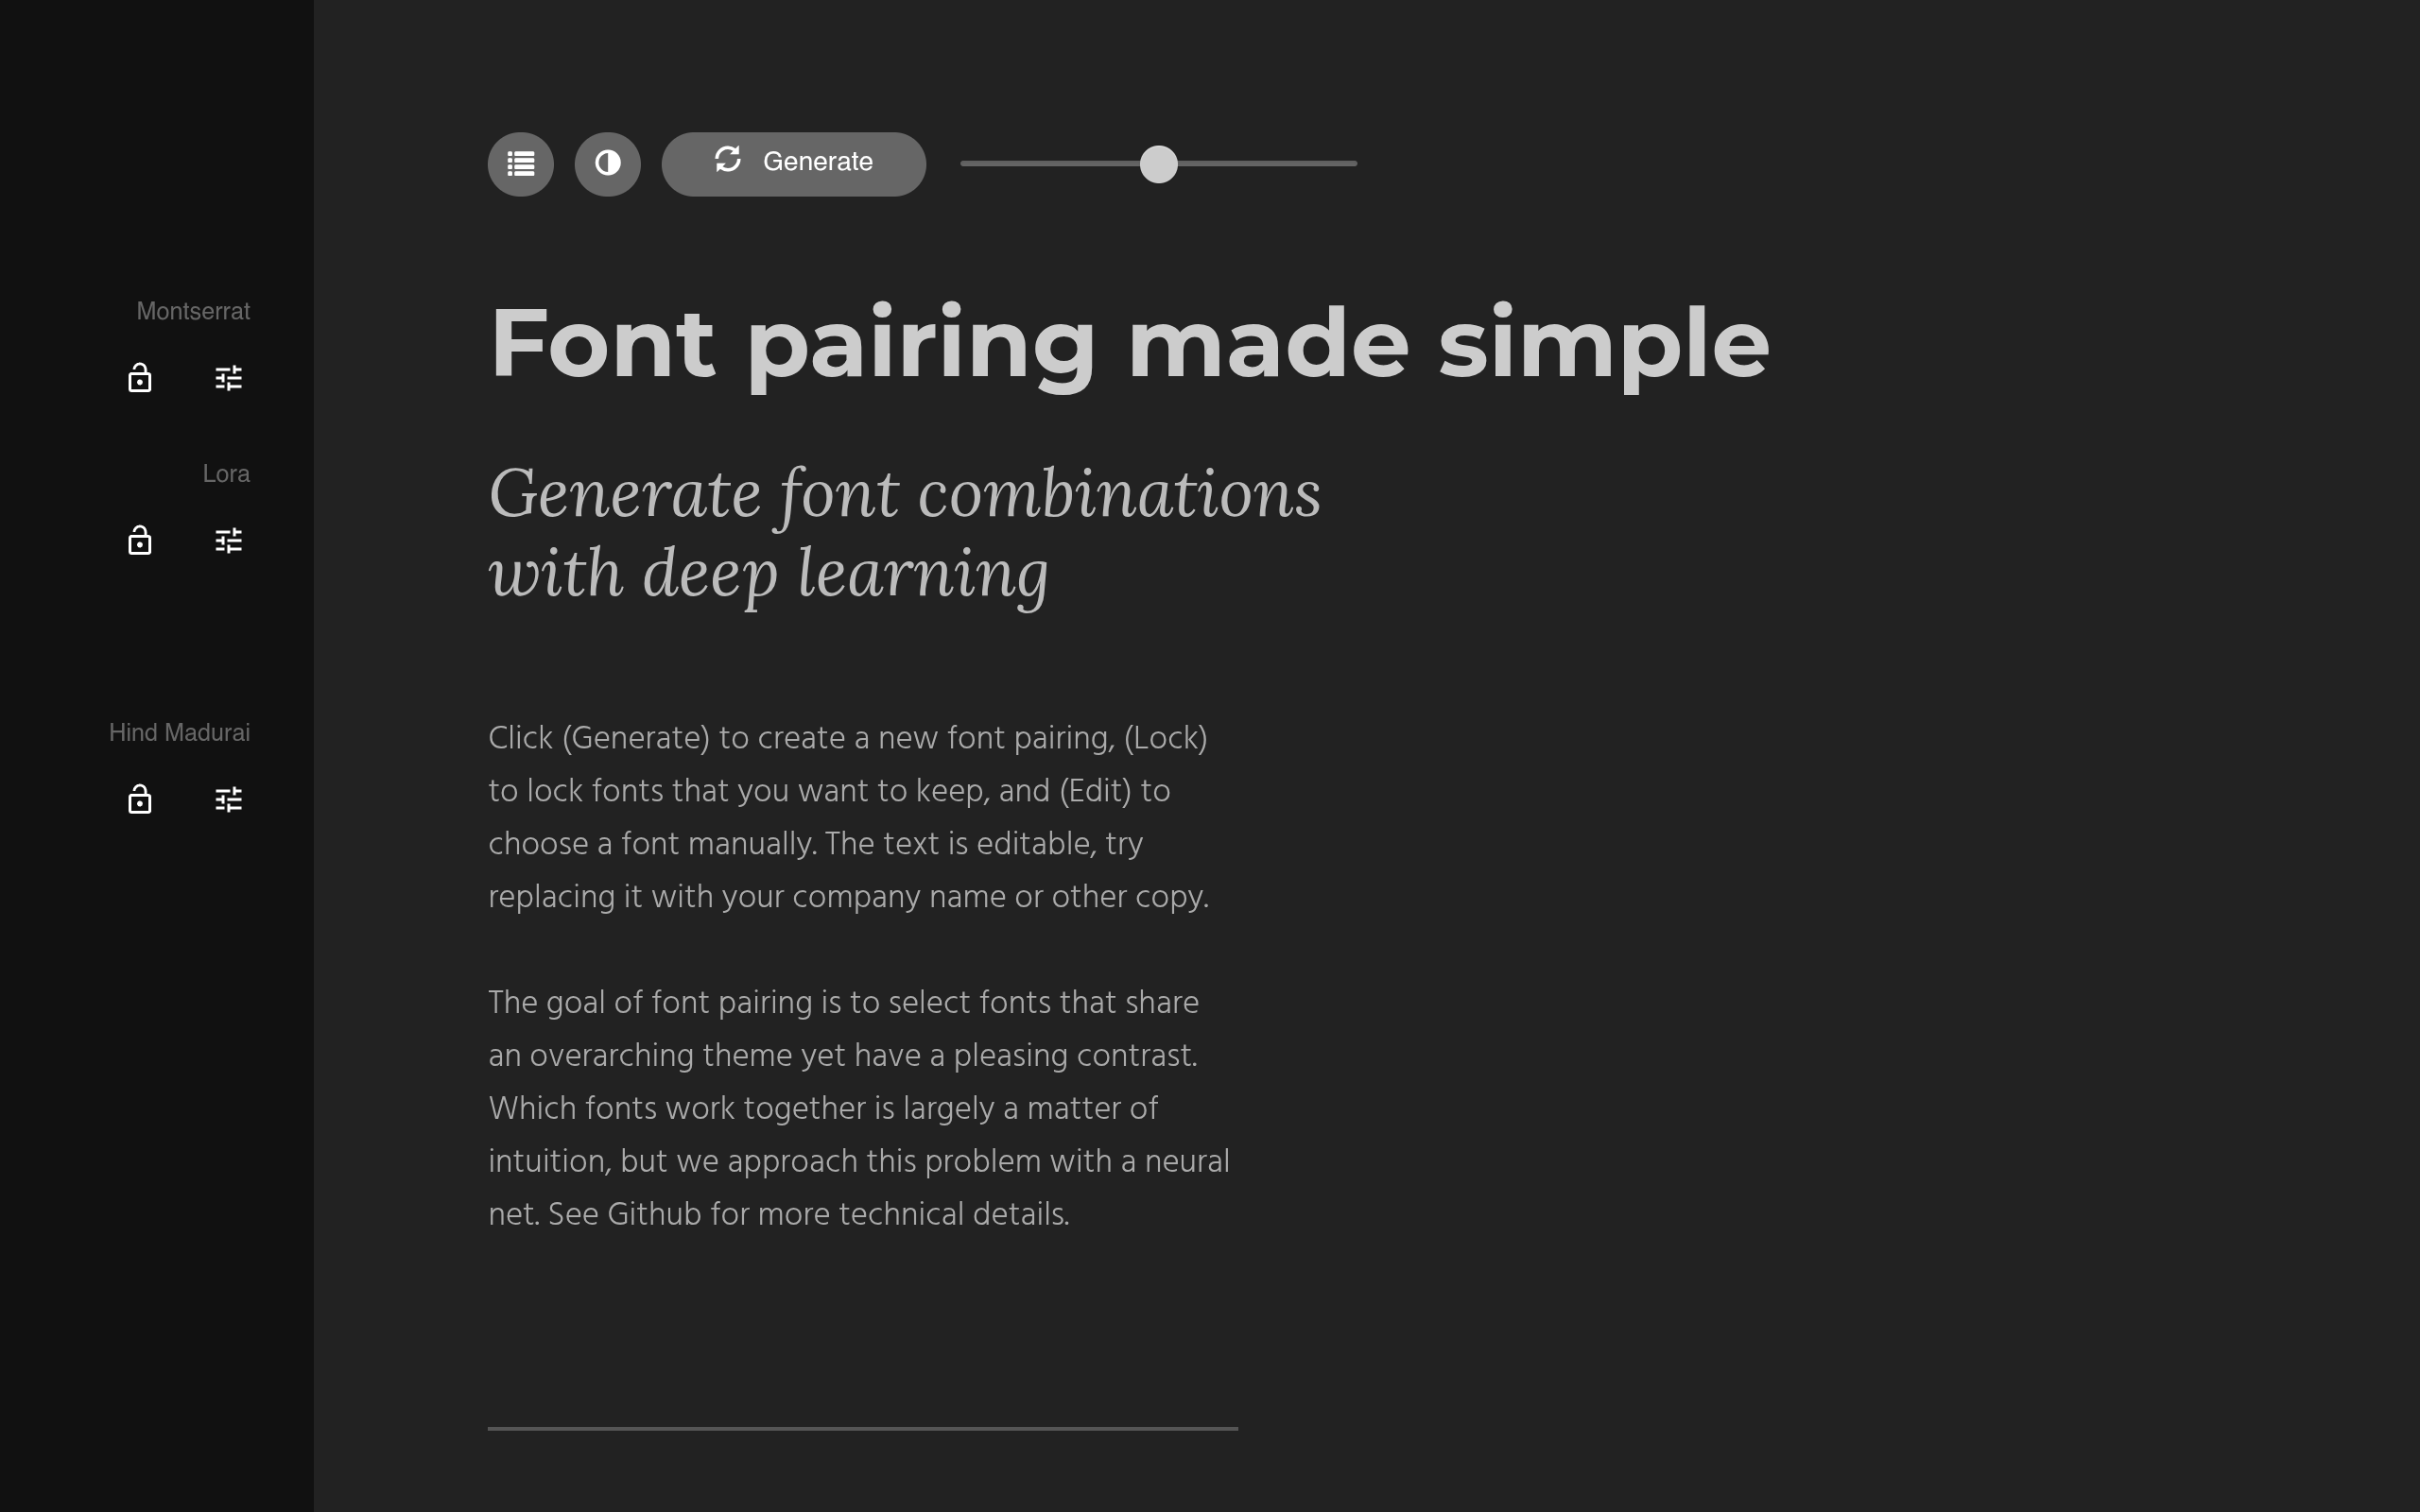 Generate
Montserrat
Font pairing made simple
Lora
Generate font combinations
with deep learning
Hind Madurai
Click (Generate) to create a new font pairing, (Lock)
to lock fonts that you want to keep, and (Edit) to
choose a font manually. The text is editable, try
replacing it with your company name or other copy.
The goal of font pairing is to select fonts that share
an overarching theme yet have a pleasing contrast.
Which fonts work together is largely a matter of
intuition, but we approach this problem with a neural
net. See Github for more technical details.